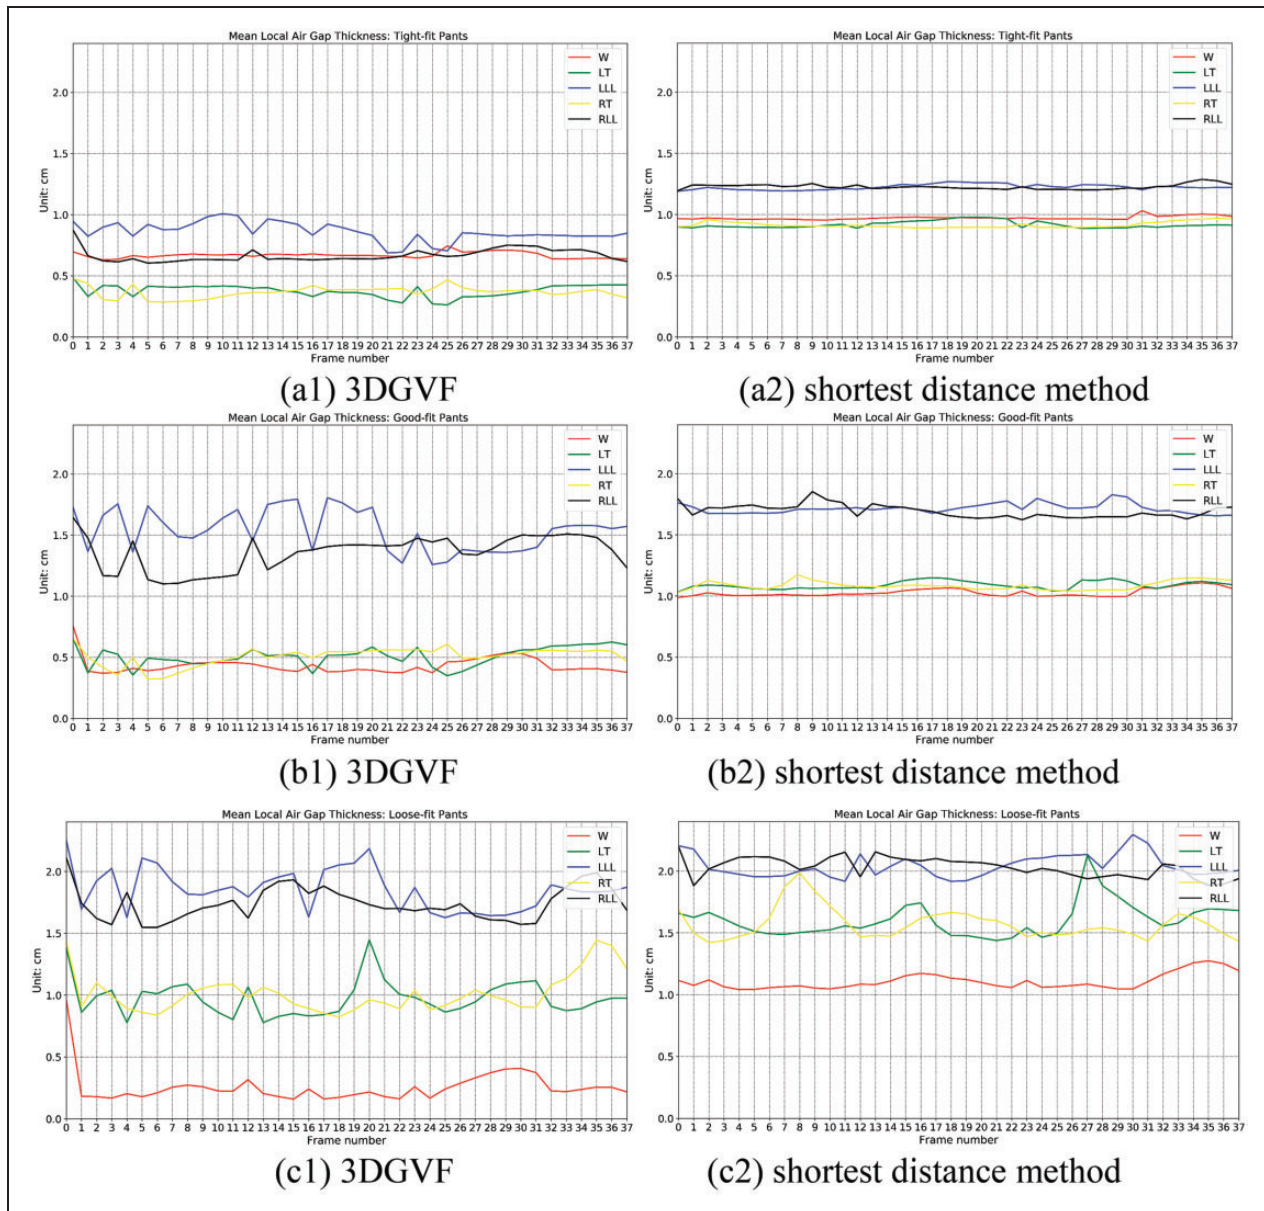 Mean Local Air Gap Thickness: Tight-fit Pants
W
LT
LLL
RT
RLL
Unit: cm
2.0
1.5
1.0
0.5
0.0
0 1 2 3 4 5 6 7 8 9 10 11 12 13 14 15 16 17 18 19 20 21 22 23 24 25 26 27 28 29 30 31 32 33 34 35 36 37
Frame number
(a1) 3DGVF
Mean Local Air Gap Thickness: Tight-fit Pants
W
LT
LLL
RT
RLL
Unit: cm
2.0
1.5
1.0
0.5
0.0
0 1 2 3 4 5 6 7 8 9 10 11 12 13 14 15 16 17 18 19 20 21 22 23 24 25 26 27 28 29 30 31 32 33 34 35 36 37
Frame number
(a2) shortest distance method
Mean Local Air Gap Thickness: Good-fit Pants
W
LT
LLL
RT
RLL
Unit: cm
2.0
1.5
1.0
0.5
0.0
0 1 2 3 4 5 6 7 8 9 10 11 12 13 14 15 16 17 18 19 20 21 22 23 24 25 26 27 28 29 30 31 32 33 34 35 36 37
Frame number
(b1) 3DGVF
Mean Local Air Gap Thickness: Good-fit Pants
W
LT
LLL
RT
RLL
Unit: cm
2.0
1.5
1.0
0.5
0.0
0 1 2 3 4 5 6 7 8 9 10 11 12 13 14 15 16 17 18 19 20 21 22 23 24 25 26 27 28 29 30 31 32 33 34 35 36 37
Frame number
(b2) shortest distance method
Mean Local Air Gap Thickness: Loose-fit Pants
W
LT
LLL
RT
RLL
Unit: cm
2.0
1.5
1.0
0.5
0.0
0 1 2 3 4 5 6 7 8 9 10 11 12 13 14 15 16 17 18 19 20 21 22 23 24 25 26 27 28 29 30 31 32 33 34 35 36 37
Frame number
(c1) 3DGVF
Mean Local Air Gap Thickness: Loose-fit Pants
W
LT
LLL
RT
RLL
Unit: cm
2.0
1.5
1.0
0.5
0.0
0 1 2 3 4 5 6 7 8 9 10 11 12 13 14 15 16 17 18 19 20 21 22 23 24 25 26 27 28 29 30 31 32 33 34 35 36 37
Frame number
(c2) shortest distance method